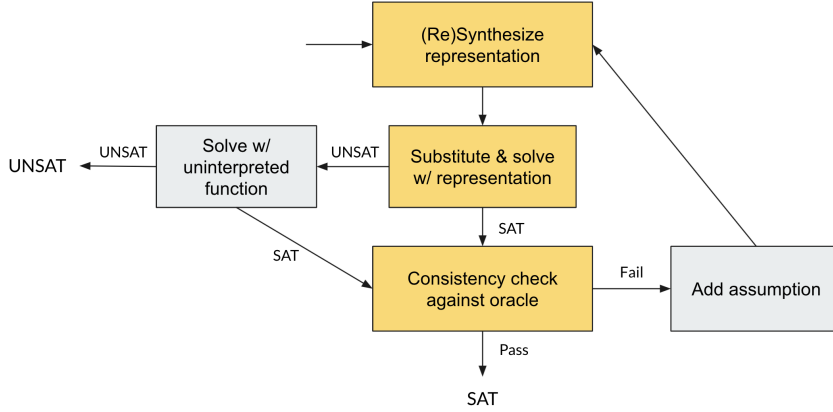 (Re)Synthesize
representation
Solve w/
uninterpreted
function
UNSAT
UNSAT
UNSAT
Substitute & solve
w/ representation
SAT
SAT
Consistency check
against oracle
Fail
Add assumption
Pass
SAT